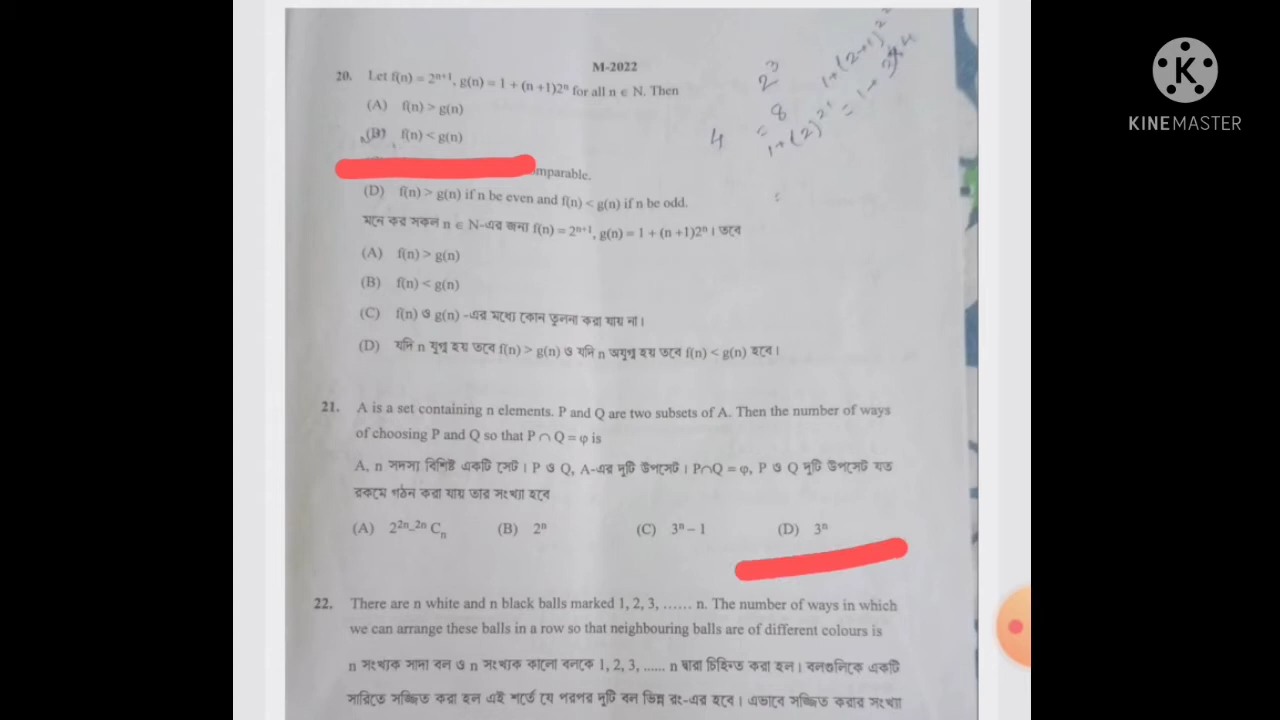 M-2022
20. Let f(n) = 2ⁿ⁺¹, g(n) = 1 + (n +1)2ⁿ for all n ∈ N. Then
(A) f(n) > g(n)
(B) f(n) < g(n)
mparable.
(D) f(n) > g(n) if n be even and f(n) < g(n) if n be odd.
মনে কর সকল n ∈ N-এর জন্য f(n) = 2ⁿ⁺¹, g(n) = 1 + (n +1)2ⁿ। তবে
(A) f(n) > g(n)
(B) f(n) < g(n)
(C) f(n) ও g(n) -এর মধ্যে কোন তুলনা করা যায় না।
(D) যদি n যুগ্ম হয় তবে f(n) > g(n) ও যদি n অযুগ্ম হয় তবে f(n) < g(n) হবে।
2³
= 8
4
KINEMASTER
21. A is a set containing n elements. P and Q are two subsets of A. Then the number of ways
of choosing P and Q so that P ∩ Q = φ is
A, n সদস্য বিশিষ্ট একটি সেট। P ও Q, A-এর দুটি উপসেট। P∩Q = φ, P ও Q দুটি উপসেট যত
রকমে গঠন করা যায় তার সংখ্যা হবে
(A) 2²ⁿ–²ⁿCₙ (B) 2ⁿ (C) 3ⁿ – 1 (D) 3ⁿ
22. There are n white and n black balls marked 1, 2, 3, ...... n. The number of ways in which
we can arrange these balls in a row so that neighbouring balls are of different colours is
n সংখ্যক সাদা বল ও n সংখ্যক কালো বলকে 1, 2, 3, ...... n দ্বারা চিহ্নিত করা হল। বলগুলিকে একটি
সারিতে সজ্জিত করা হল এই শর্তে যে পরপর দুটি বল ভিন্ন রং-এর হবে। এভাবে সজ্জিত করার সংখ্যা